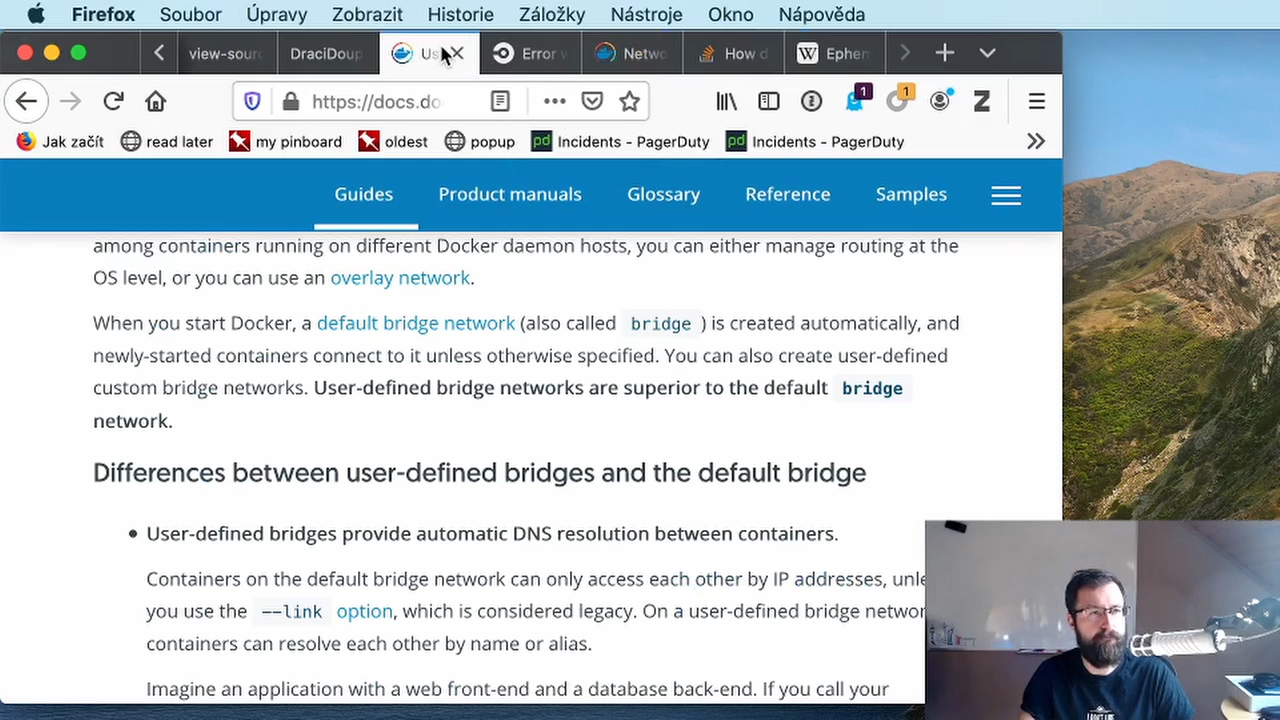 Firefox Soubor Úpravy Zobrazit Historie Záložky Nástroje Okno Nápověda
view-sourc DraciDoup Us Error w Netwo How d Ephem
https://docs.do
1 1
Jak začít read later my pinboard oldest popup pd Incidents - PagerDuty pd Incidents - PagerDuty
Guides Product manuals Glossary Reference Samples
among containers running on different Docker daemon hosts, you can either manage routing at the
OS level, or you can use an overlay network.
When you start Docker, a default bridge network (also called bridge ) is created automatically, and
newly-started containers connect to it unless otherwise specified. You can also create user-defined
custom bridge networks. User-defined bridge networks are superior to the default bridge
network.
Differences between user-defined bridges and the default bridge
• User-defined bridges provide automatic DNS resolution between containers.
Containers on the default bridge network can only access each other by IP addresses, unle
you use the --link option, which is considered legacy. On a user-defined bridge networ
containers can resolve each other by name or alias.
Imagine an application with a web front-end and a database back-end. If you call your